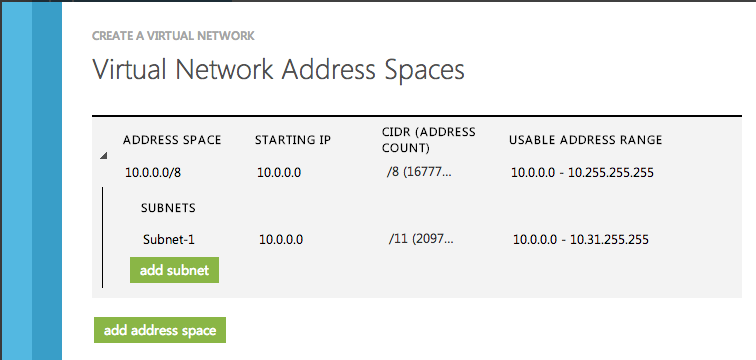 CREATE A VIRTUAL NETWORK
Virtual Network Address Spaces
ADDRESS SPACE STARTING IP CIDR (ADDRESS COUNT) USABLE ADDRESS RANGE
10.0.0.0/8 10.0.0.0 /8 (16777... 10.0.0.0 - 10.255.255.255
SUBNETS
Subnet-1 10.0.0.0 /11 (2097... 10.0.0.0 - 10.31.255.255
add subnet
add address space